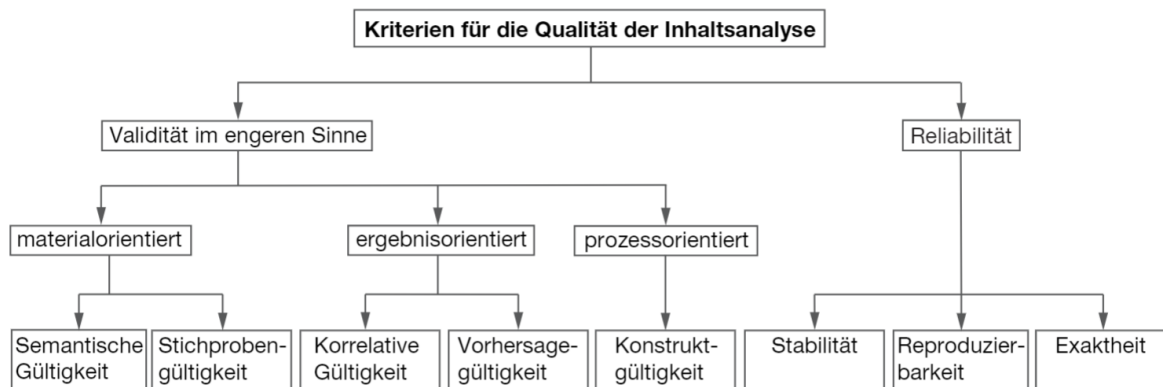 Kriterien für die Qualität der Inhaltsanalyse
Validität im engeren Sinne
Reliabilität
materialorientiert
ergebnisorientiert
prozessorientiert
Semantische
Gültigkeit
Stichproben-
gültigkeit
Korrelative
Gültigkeit
Vorhersage-
gültigkeit
Konstrukt-
gültigkeit
Stabilität
Reproduzier-
barkeit
Exaktheit